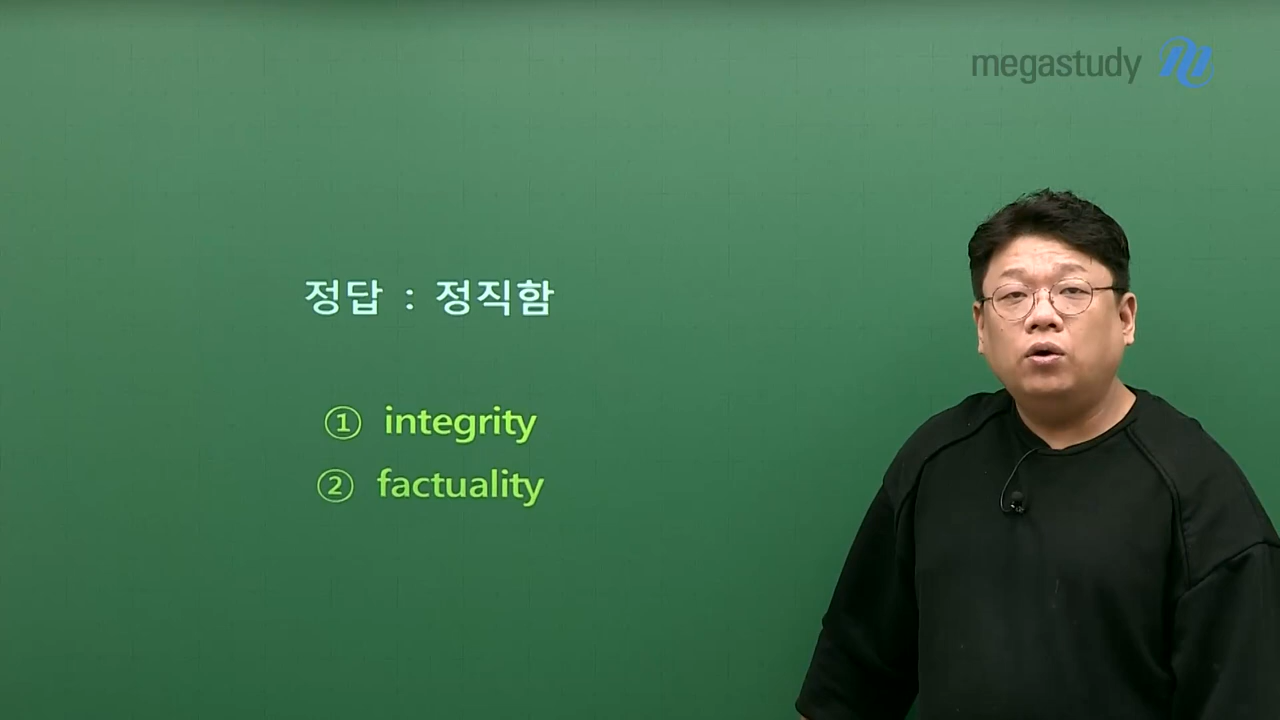 megastudy
정답 : 정직함
① integrity
② factuality